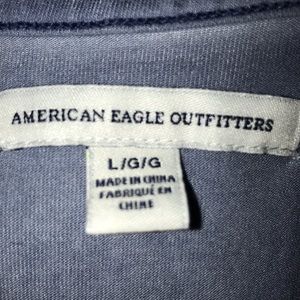 AMERICAN EAGLE OUTFITTERS
L/G/G
MADE IN CHINA
FABRIQUÉ EN
CHINE